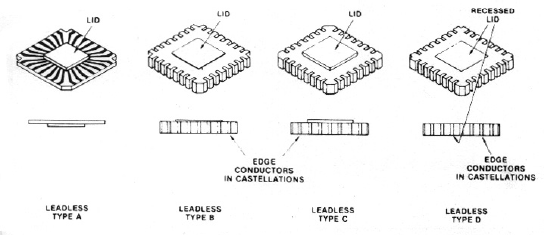 LID
LID
LID
RECESSED
LID
EDGE
CONDUCTORS
IN CASTELLATIONS
EDGE
CONDUCTORS
IN CASTELLATIONS
LEADLESS
TYPE A
LEADLESS
TYPE B
LEADLESS
TYPE C
LEADLESS
TYPE D